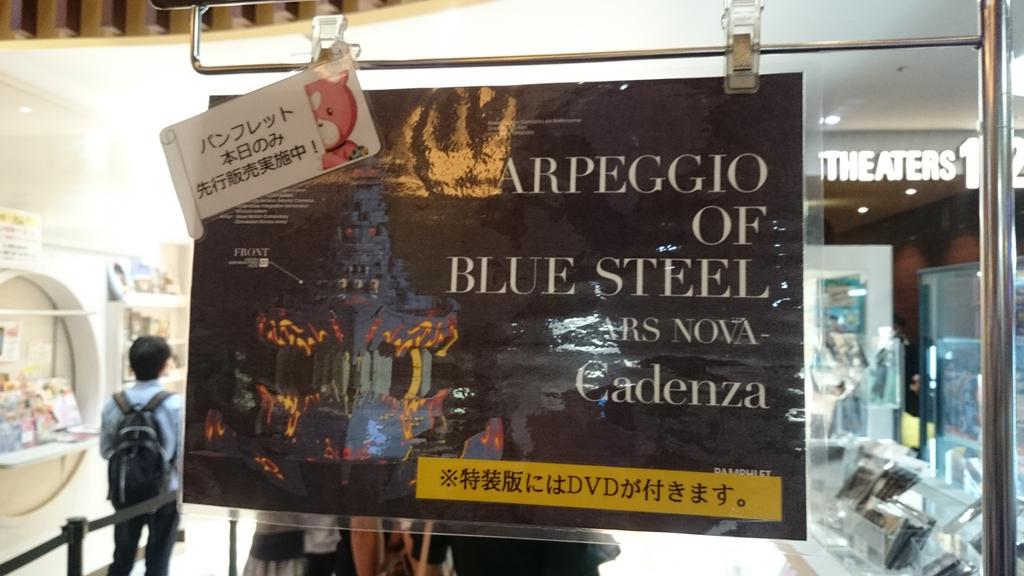 パンフレット
本日のみ
先行販売実施中！
FRONT
ARPEGGIO
OF
BLUE STEEL
ARS NOVA-
Cadenza
PAMPHLET
※特装版にはDVDが付きます。
THEATERS